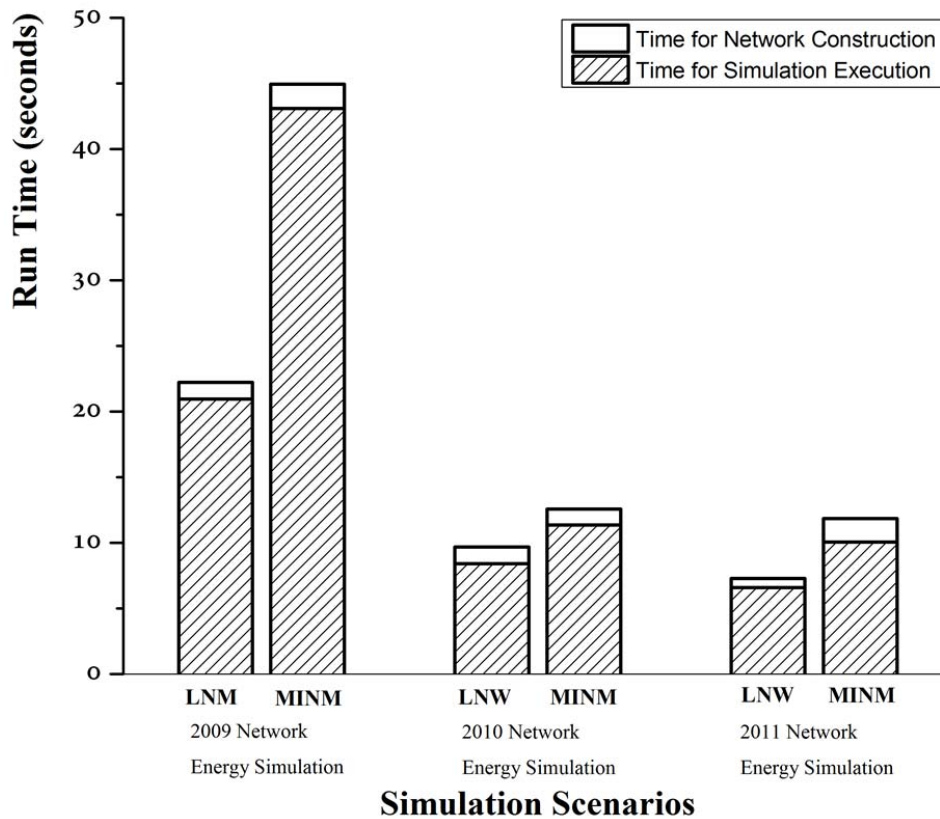 50
40
30
20
10
0
Run Time (seconds)
Time for Network Construction
Time for Simulation Execution
LNM MINM
2009 Network
Energy Simulation
LNW MINM
2010 Network
Energy Simulation
LNW MINM
2011 Network
Energy Simulation
Simulation Scenarios